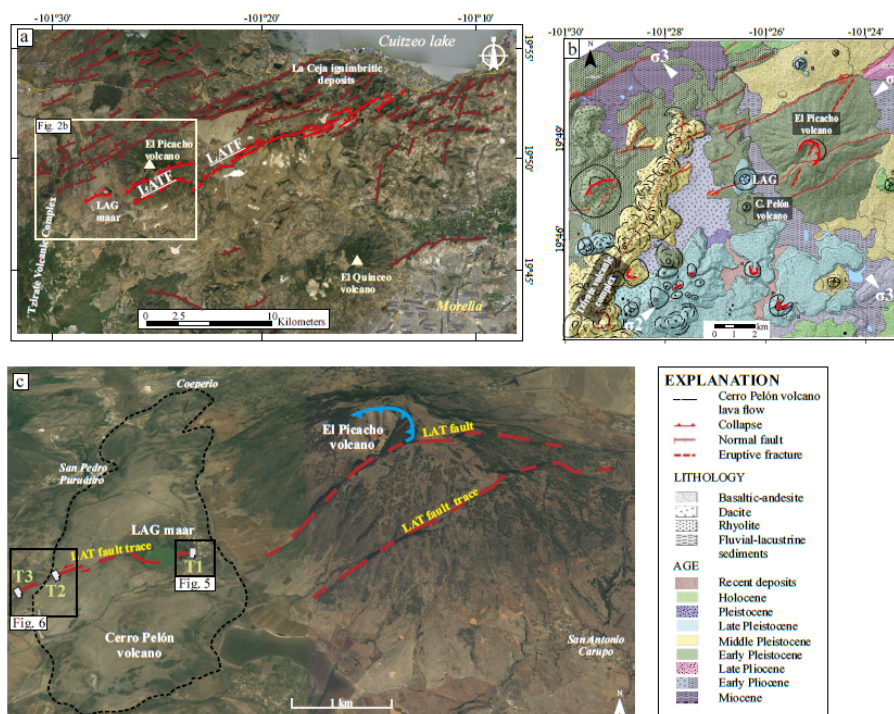 -101°30'
-101°20'
-101°10'
a
Cuitzeo lake
19°55'
La Ceja ignimbritic
deposits
Fig. 2b
El Picacho
volcano
LATF
LATF
19°50'
LAG
maar
Tzirate Volcanic Complex
El Quinceo
volcano
19°45'
Morelia
0
2.5
10
Kilometers
-101°30'
-101°28'
-101°26'
-101°24'
b
N
σ3
El Picacho
volcano
19°49'
LAG
C. Pelón
volcano
19°46'
σ2
σ3
0 1 2
km
c
Coeperio
El Picacho
volcano
LAT fault
San Pedro
Puruátiro
LAT fault trace
LAG maar
LAT fault trace
T3
T2
T1
Fig. 5
Fig. 6
Cerro Pelón
volcano
San Antonio
Carupo
1 km
N
EXPLANATION
Cerro Pelón volcano
lava flow
Collapse
Normal fault
Eruptive fracture
LITHOLOGY
Basaltic-andesite
Dacite
Rhyolite
Fluvial-lacustrine
sediments
AGE
Recent deposits
Holocene
Pleistocene
Late Pleistocene
Middle Pleistocene
Early Pleistocene
Late Pliocene
Early Pliocene
Miocene